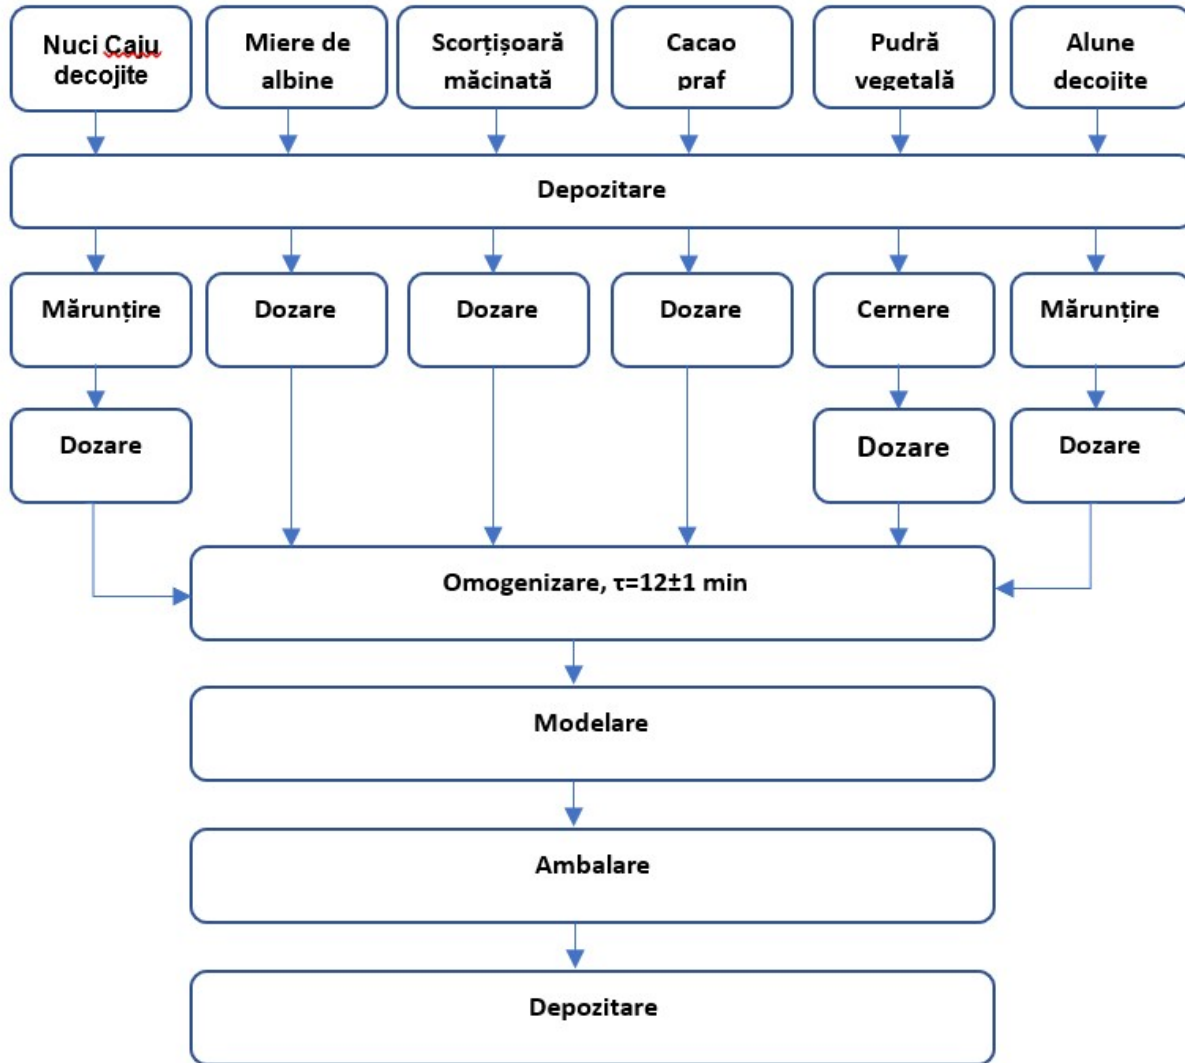 Nuci Caju
decojite
Miere de
albine
Scorțișoară
măcinată
Cacao
praf
Pudră
vegetală
Alune
decojite
Depozitare
Mărunțire
Dozare
Dozare
Dozare
Cernere
Mărunțire
Dozare
Dozare
Dozare
Omogenizare, τ=12±1 min
Modelare
Ambalare
Depozitare